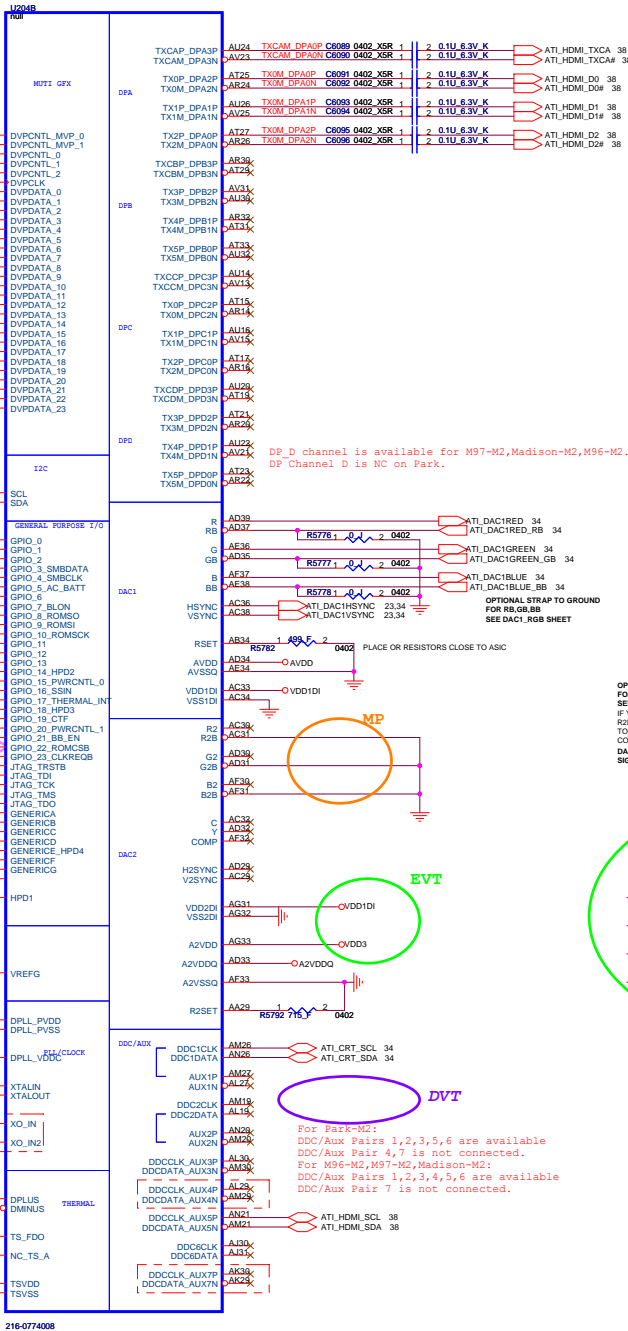 U204B
null
MUTI GFX
DPA
TXCAP_DPA3P AU24 TXCAM_DPA0P C6089 0402_X5R 1 2 0.1U_6.3V_K ATI_HDMI_TXCA 38
TXCAM_DPA3N AV23 TXCAM_DPA0N C6090 0402_X5R 1 2 0.1U_6.3V_K ATI_HDMI_TXCA# 38
TX0P_DPA2P AT25 TX0M_DPA0P C6091 0402_X5R 1 2 0.1U_6.3V_K ATI_HDMI_D0 38
TX0M_DPA2N AR24 TX0M_DPA0N C6092 0402_X5R 1 2 0.1U_6.3V_K ATI_HDMI_D0# 38
TX1P_DPA1P AU26 TX0M_DPA1P C6093 0402_X5R 1 2 0.1U_6.3V_K ATI_HDMI_D1 38
TX1M_DPA1N AV25 TX0M_DPA1N C6094 0402_X5R 1 2 0.1U_6.3V_K ATI_HDMI_D1# 38
TX2P_DPA0P AT27 TX0M_DPA2P C6095 0402_X5R 1 2 0.1U_6.3V_K ATI_HDMI_D2 38
TX2M_DPA0N AR26 TX0M_DPA2N C6096 0402_X5R 1 2 0.1U_6.3V_K ATI_HDMI_D2# 38
DVPCNTL_MVP_0
DVPCNTL_MVP_1
DVPCNTL_0
DVPCNTL_1
DVPCNTL_2
DVPCLK
DVPDATA_0
DVPDATA_1
DVPDATA_2
DVPDATA_3
DVPDATA_4
DVPDATA_5
DVPDATA_6
DVPDATA_7
DVPDATA_8
DVPDATA_9
DVPDATA_10
DVPDATA_11
DVPDATA_12
DVPDATA_13
DVPDATA_14
DVPDATA_15
DVPDATA_16
DVPDATA_17
DVPDATA_18
DVPDATA_19
DVPDATA_20
DVPDATA_21
DVPDATA_22
DVPDATA_23
DPB
TXCBP_DPB3P AR30
TXCBM_DPB3N AT29
TX3P_DPB2P AV31
TX3M_DPB2N AU30
TX4P_DPB1P AR32
TX4M_DPB1N AT31
TX5P_DPB0P AT33
TX5M_DPB0N AU32
DPC
TXCCP_DPC3P AU14
TXCCM_DPC3N AV13
TX0P_DPC2P AT15
TX0M_DPC2N AR14
TX1P_DPC1P AU16
TX1M_DPC1N AV15
TX2P_DPC0P AT17
TX2M_DPC0N AR16
DPD
TXCDP_DPD3P AU20
TXCDM_DPD3N AT19
TX3P_DPD2P AT21
TX3M_DPD2N AR20
TX4P_DPD1P AU22
TX4M_DPD1N AV21
TX5P_DPD0P AT23
TX5M_DPD0N AR22
DP_D channel is available for M97-M2,Madison-M2,M96-M2.
DP Channel D is NC on Park.
I2C
SCL
SDA
GENERAL PURPOSE I/O
GPIO_0
GPIO_1
GPIO_2
GPIO_3_SMBDATA
GPIO_4_SMBCLK
GPIO_5_AC_BATT
GPIO_6
GPIO_7_BLON
GPIO_8_ROMSO
GPIO_9_ROMSI
GPIO_10_ROMSCK
GPIO_11
GPIO_12
GPIO_13
GPIO_14_HPD2
GPIO_15_PWRCNTL_0
GPIO_16_SSIN
GPIO_17_THERMAL_INT
GPIO_18_HPD3
GPIO_19_CTF
GPIO_20_PWRCNTL_1
GPIO_21_BB_EN
GPIO_22_ROMCSB
GPIO_23_CLKREQB
JTAG_TRSTB
JTAG_TDI
JTAG_TCK
JTAG_TMS
JTAG_TDO
GENERICA
GENERICB
GENERICC
GENERICD
GENERICE_HPD4
GENERICF
GENERICG
HPD1
VREFG
DAC1
R AD39 ATI_DAC1RED 34
RB AD37 ATI_DAC1RED_RB 34
R5776 1 0_J 2 0402
G AE36 ATI_DAC1GREEN 34
GB AD35 ATI_DAC1GREEN_GB 34
R5777 1 0_J 2 0402
B AF37 ATI_DAC1BLUE 34
BB AE38 ATI_DAC1BLUE_BB 34
R5778 1 0_J 2 0402
OPTIONAL STRAP TO GROUND
FOR RB,GB,BB
SEE DAC1_RGB SHEET
HSYNC AC36 ATI_DAC1HSYNC 23,34
VSYNC AC38 ATI_DAC1VSYNC 23,34
RSET AB34 1 499_F 2
R5782 0402 PLACE OR RESISTORS CLOSE TO ASIC
AVDD AD34 AVDD
AVSSQ AE34
VDD1DI AC33 VDD1DI
VSS1DI AC34
DAC2
R2 AC30
R2B AC31
MP
G2 AD30
G2B AD31
B2 AF30
B2B AF31
C AC32
Y AD32
COMP AF32
H2SYNC AD29
V2SYNC AC29
EVT
VDD2DI AG31 VDD1DI
VSS2DI AG32
A2VDD AG33 VDD3
A2VDDQ AD33 A2VDDQ
A2VSSQ AF33
R2SET AA29 1 715_F 2
R5792 0402
DPLL_PVDD
DPLL_PVSS
PLL/CLOCK
DPLL_VDDC
XTALIN
XTALOUT
XO_IN
XO_IN2
THERMAL
DPLUS
DMINUS
TS_FDO
NC_TS_A
TSVDD
TSVSS
DDC/AUX
DDC1CLK AM26 ATI_CRT_SCL 34
DDC1DATA AN26 ATI_CRT_SDA 34
AUX1P AM27
AUX1N AL27
DDC2CLK AM19
DDC2DATA AL19
DVT
AUX2P AN20
AUX2N AM20
DDCCLK_AUX3P AL30
DDCDATA_AUX3N AM30
DDCCLK_AUX4P AL29
DDCDATA_AUX4N AM29
DDCCLK_AUX5P AN21 ATI_HDMI_SCL 38
DDCDATA_AUX5N AM21 ATI_HDMI_SDA 38
DDC6CLK AJ30
DDC6DATA AJ31
DDCCLK_AUX7P AK30
DDCDATA_AUX7N AK29
For Park-M2:
DDC/Aux Pairs 1,2,3,5,6 are available
DDC/Aux Pair 4,7 is not connected.
For M96-M2,M97-M2,Madison-M2:
DDC/Aux Pairs 1,2,3,4,5,6 are available
DDC/Aux Pair 7 is not connected.
216-0774008